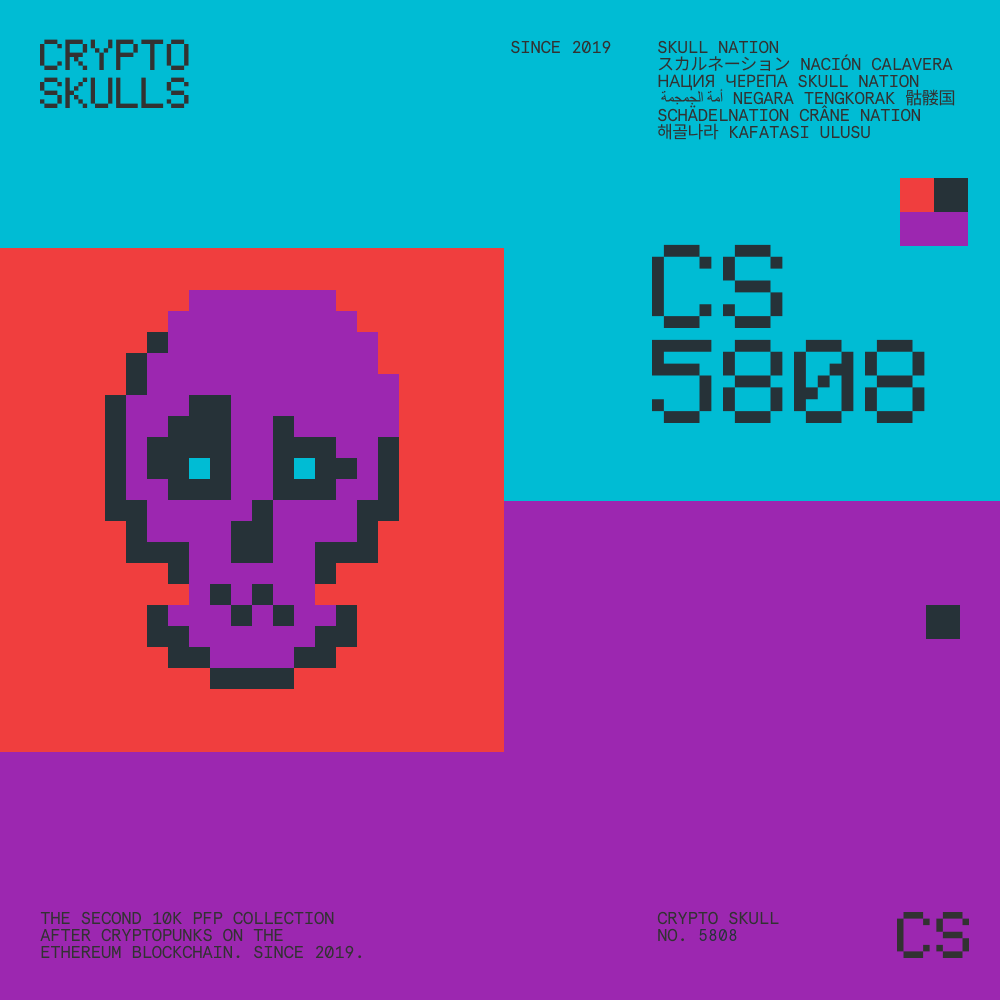 CRYPTO
SKULLS
SINCE 2019
SKULL NATION
スカルネーション NACIÓN CALAVERA
НАЦИЯ ЧЕРЕПА SKULL NATION
أمة الجمجمة NEGARA TENGKORAK 骷髅国
SCHÄDELNATION CRÂNE NATION
해골나라 KAFATASI ULUSU
CS
5808
THE SECOND 10K PFP COLLECTION
AFTER CRYPTOPUNKS ON THE
ETHEREUM BLOCKCHAIN. SINCE 2019.
CRYPTO SKULL
NO. 5808
CS